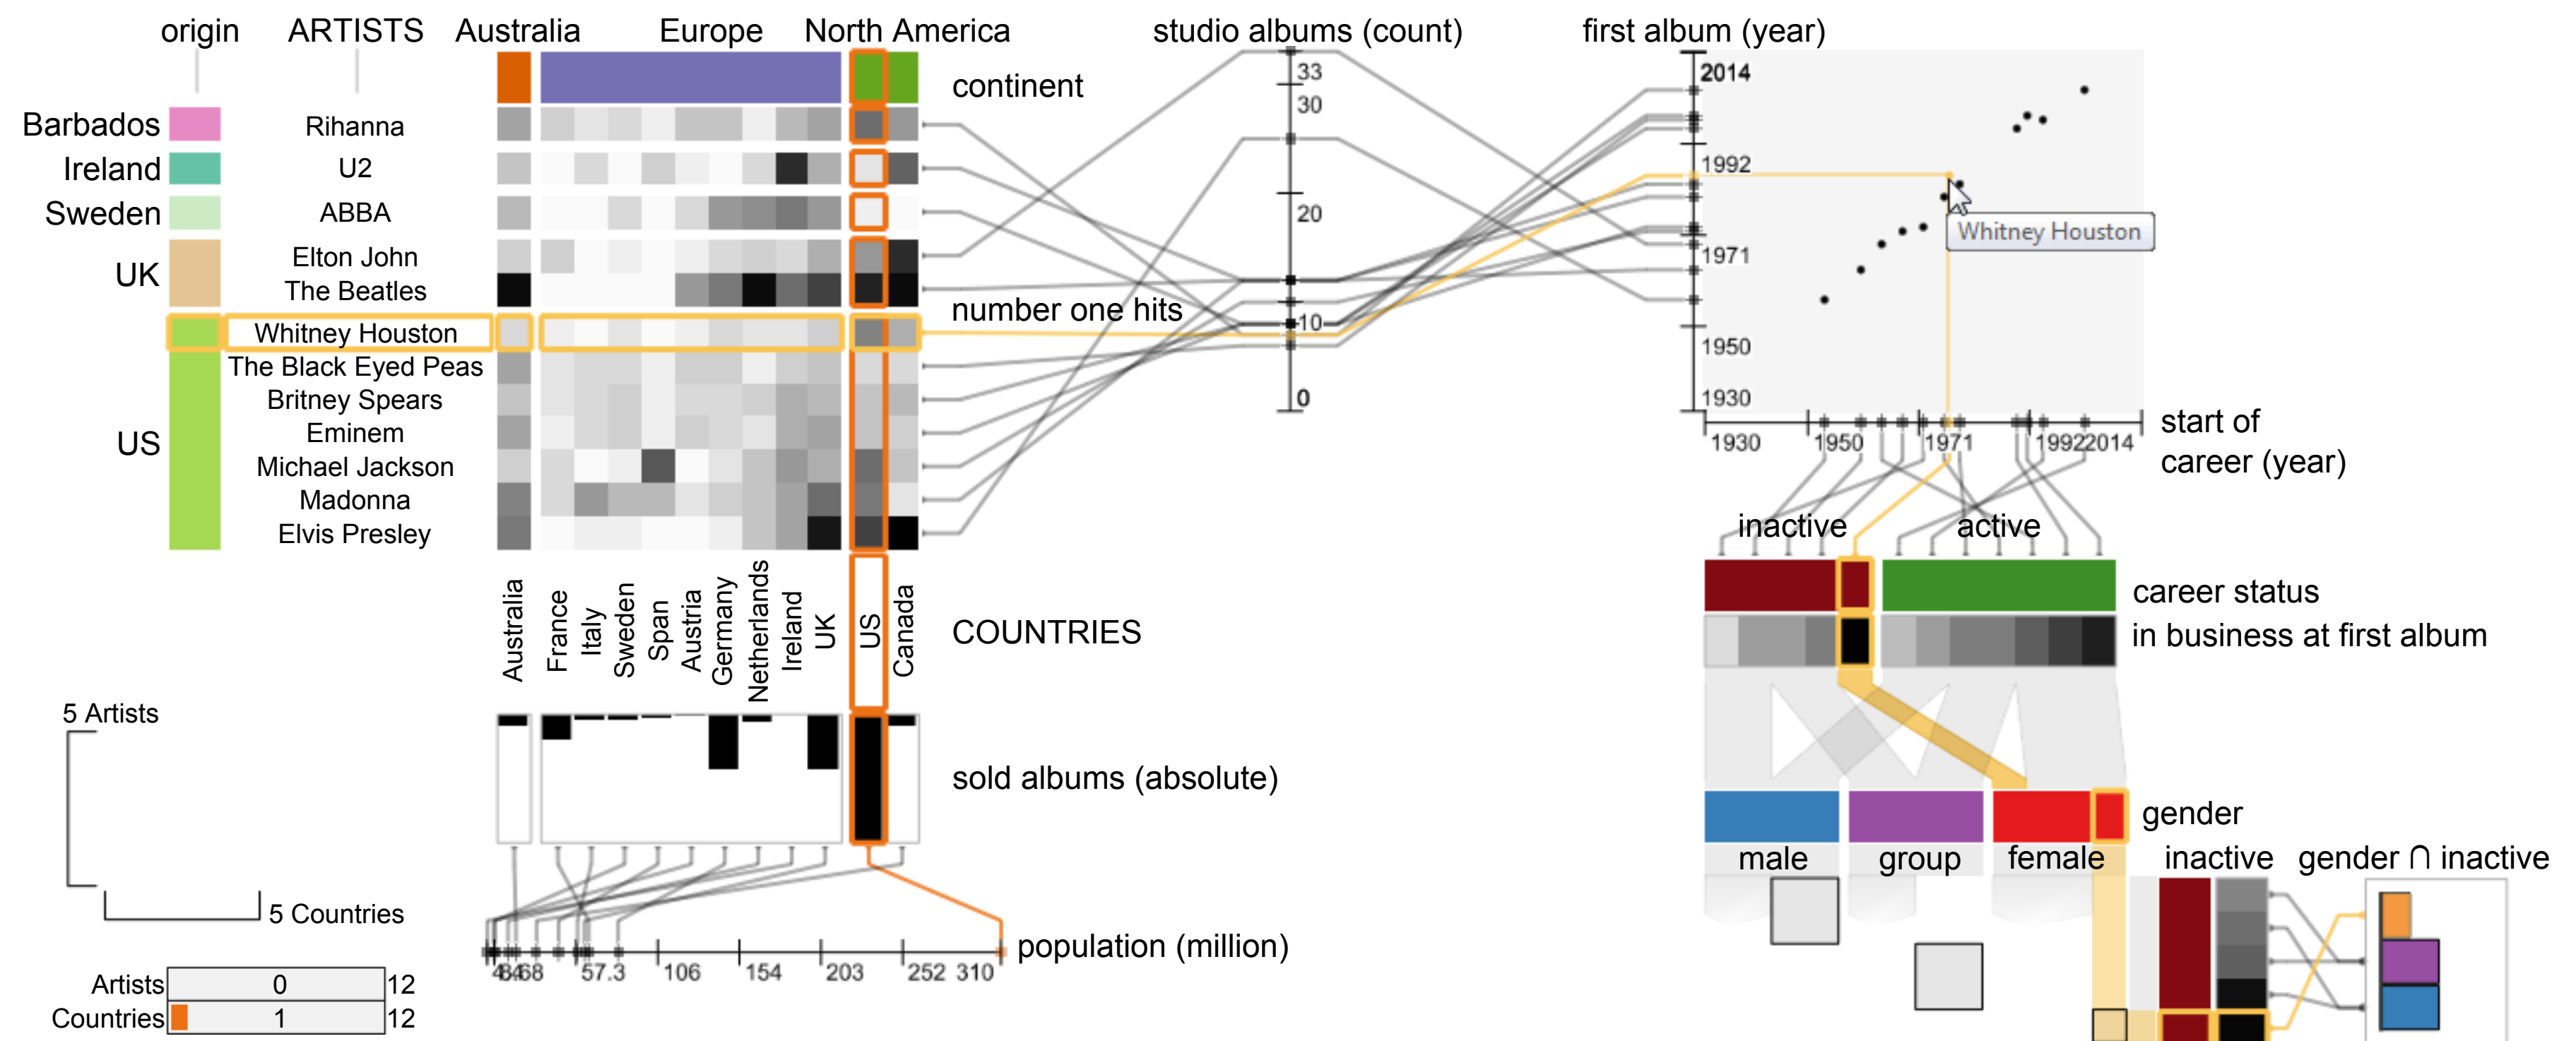 origin ARTISTS Australia Europe North America studio albums (count) first album (year)
continent
Barbados Rihanna
Ireland U2
Sweden ABBA
UK
Elton John
The Beatles
number one hits
Whitney Houston
The Black Eyed Peas
Britney Spears
US
Eminem
Michael Jackson
Madonna
Elvis Presley
Australia
France
Italy
Sweden
Span
Austria
Germany
Netherlands
Ireland
UK
US
Canada
COUNTRIES
33
30
20
10
0
2014
1992
1971
1950
1930
Whitney Houston
1930 1950 1971 1992 2014
start of
career (year)
inactive active
career status
in business at first album
5 Artists
sold albums (absolute)
5 Countries
57.3 106 154 203 252 310
population (million)
gender
male group female inactive gender ∩ inactive
Artists 0 12
Countries 1 12